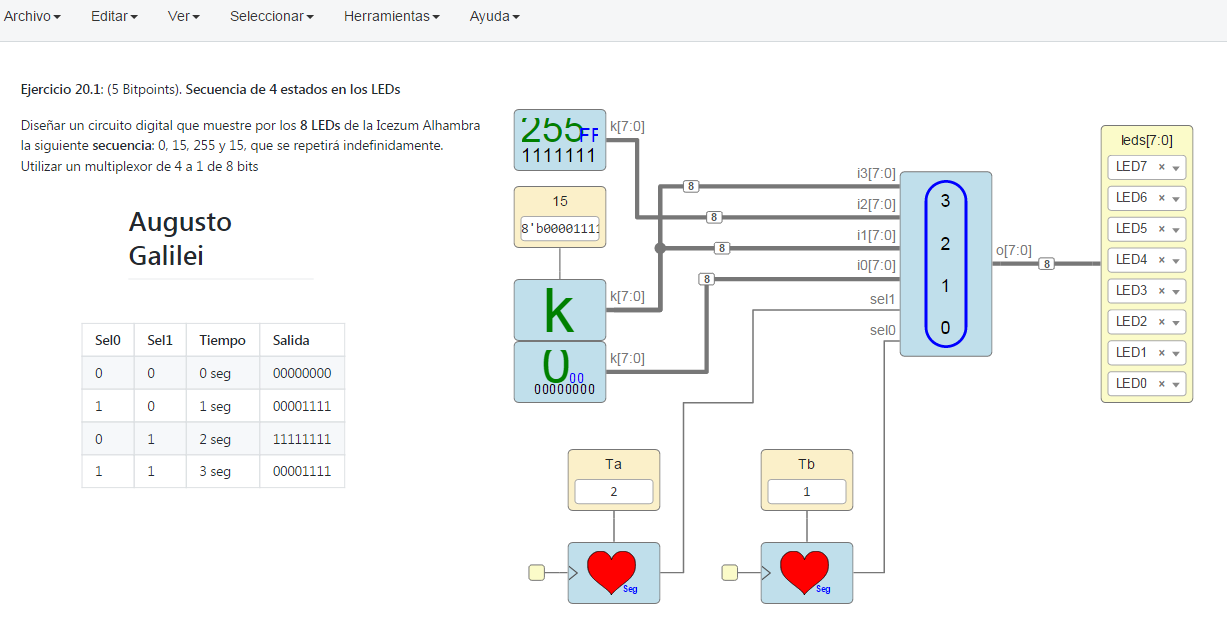 Archivo Editar Ver Seleccionar Herramientas Ayuda
Ejercicio 20.1: (5 Bitpoints). Secuencia de 4 estados en los LEDs
Diseñar un circuito digital que muestre por los 8 LEDs de la Icezum Alhambra
la siguiente secuencia: 0, 15, 255 y 15, que se repetirá indefinidamente.
Utilizar un multiplexor de 4 a 1 de 8 bits
Augusto
Galilei
Sel0 Sel1 Tiempo Salida
0 0 0 seg 00000000
1 0 1 seg 00001111
0 1 2 seg 11111111
1 1 3 seg 00001111
255 FF
1111111
k[7:0]
15
8'b00001111
k
k[7:0]
0 00
00000000
k[7:0]
8
8
8
8
i3[7:0]
i2[7:0]
i1[7:0]
i0[7:0]
sel1
sel0
3
2
1
0
o[7:0]
8
leds[7:0]
LED7 ×
LED6 ×
LED5 ×
LED4 ×
LED3 ×
LED2 ×
LED1 ×
LED0 ×
Ta
2
Seg
Tb
1
Seg